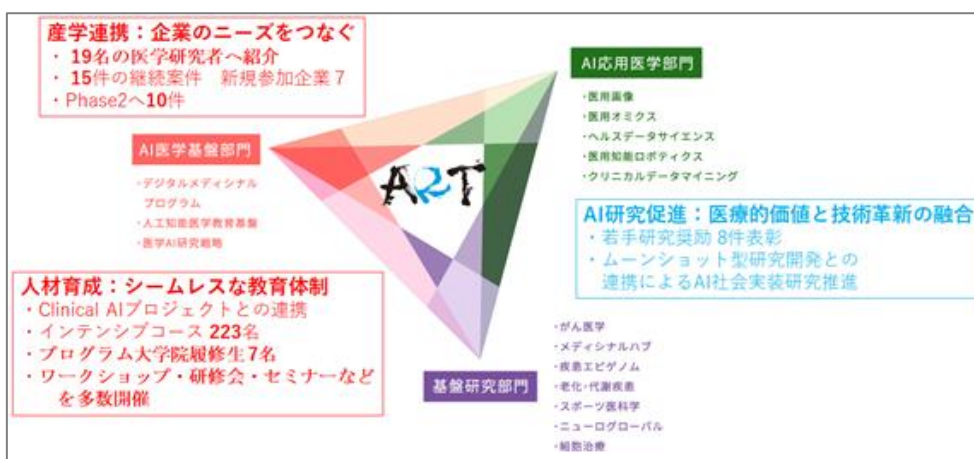 産学連携：企業のニーズをつなぐ
・ 19名の医学研究者へ紹介
・ 15件の継続案件　新規参加企業７
・Phase2へ10件
AI応用医学部門
・医用画像
・医用オミクス
・ヘルスデータサイエンス
・医用知能ロボティクス
・クリニカルデータマイニング
AI医学基盤部門
・デジタルメディシナル
プログラム
・人工知能医学教育基盤
・医学AI研究戦略
ART
AI研究促進：医療的価値と技術革新の融合
・若手研究奨励 8件表彰
・ムーンショット型研究開発との
連携によるAI社会実装研究推進
人材育成：シームレスな教育体制
・Clinical AIプロジェクトとの連携
・インテンシブコース 223名
・プログラム大学院履修生7名
・ワークショップ・研修会・セミナーなど
を多数開催
基盤研究部門
・がん医学
・メディシナルハブ
・疾患エピゲノム
・老化・代謝疾患
・スポーツ医科学
・ニューログローバル
・細胞治療